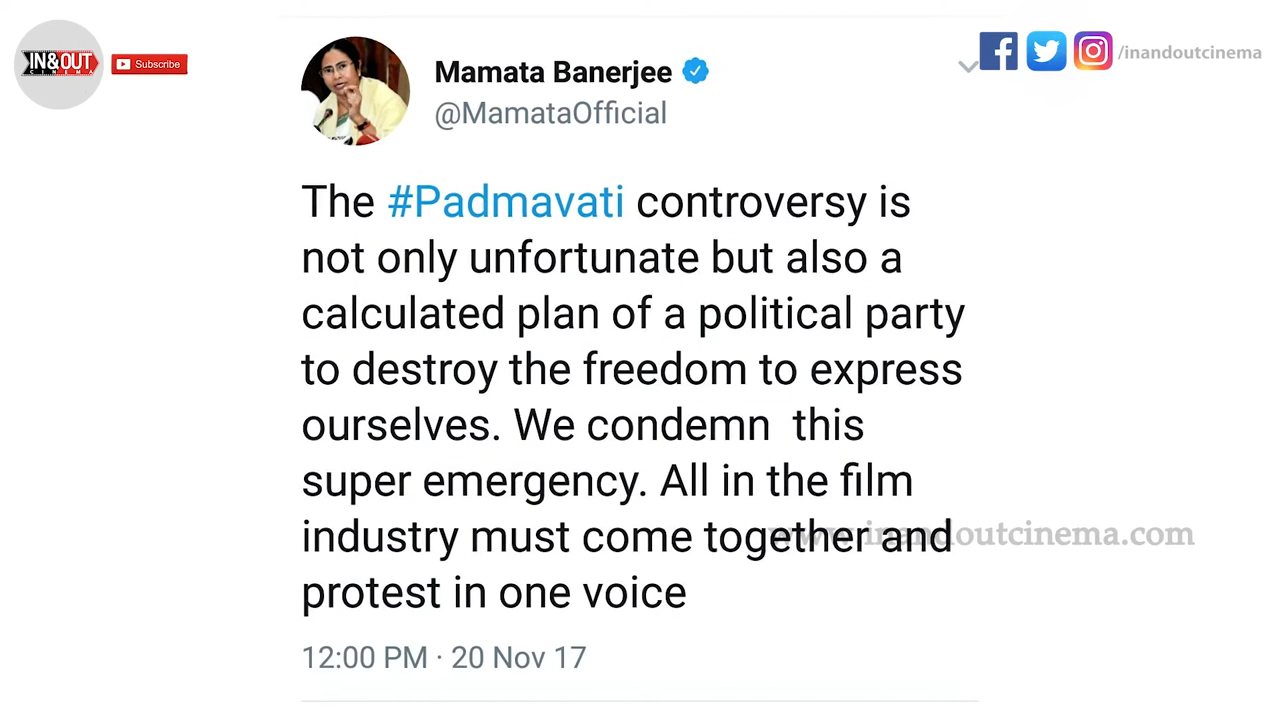 IN&OUT
CINEMA
Subscribe
/inandoutcinema
Mamata Banerjee
@MamataOfficial
The #Padmavati controversy is
not only unfortunate but also a
calculated plan of a political party
to destroy the freedom to express
ourselves. We condemn  this
super emergency. All in the film
industry must come together and
protest in one voice
www.inandoutcinema.com
12:00 PM · 20 Nov 17